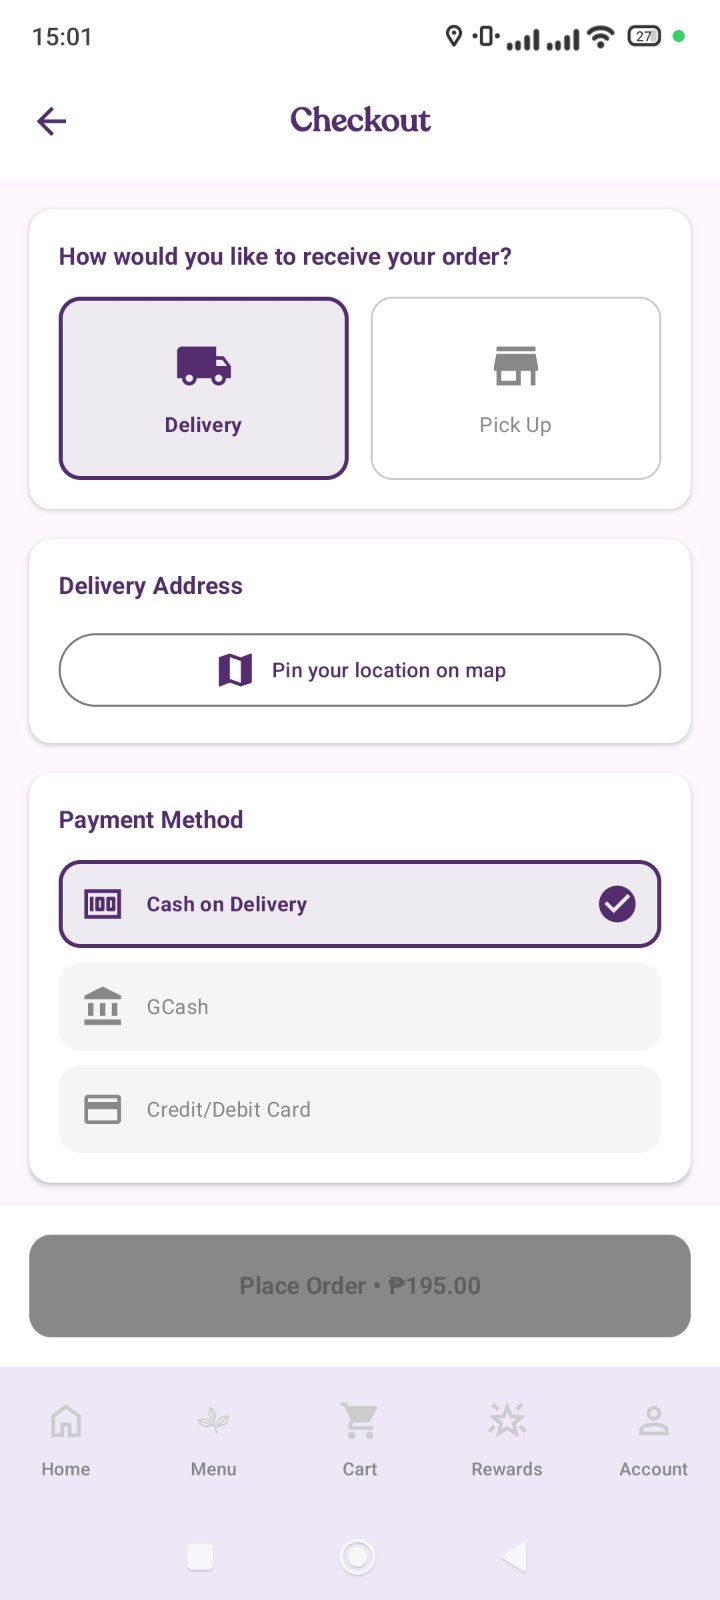 15:01
27
Checkout
How would you like to receive your order?
Delivery
Pick Up
Delivery Address
Pin your location on map
Payment Method
100 Cash on Delivery
GCash
Credit/Debit Card
Place Order • ₱195.00
Home Menu Cart Rewards Account